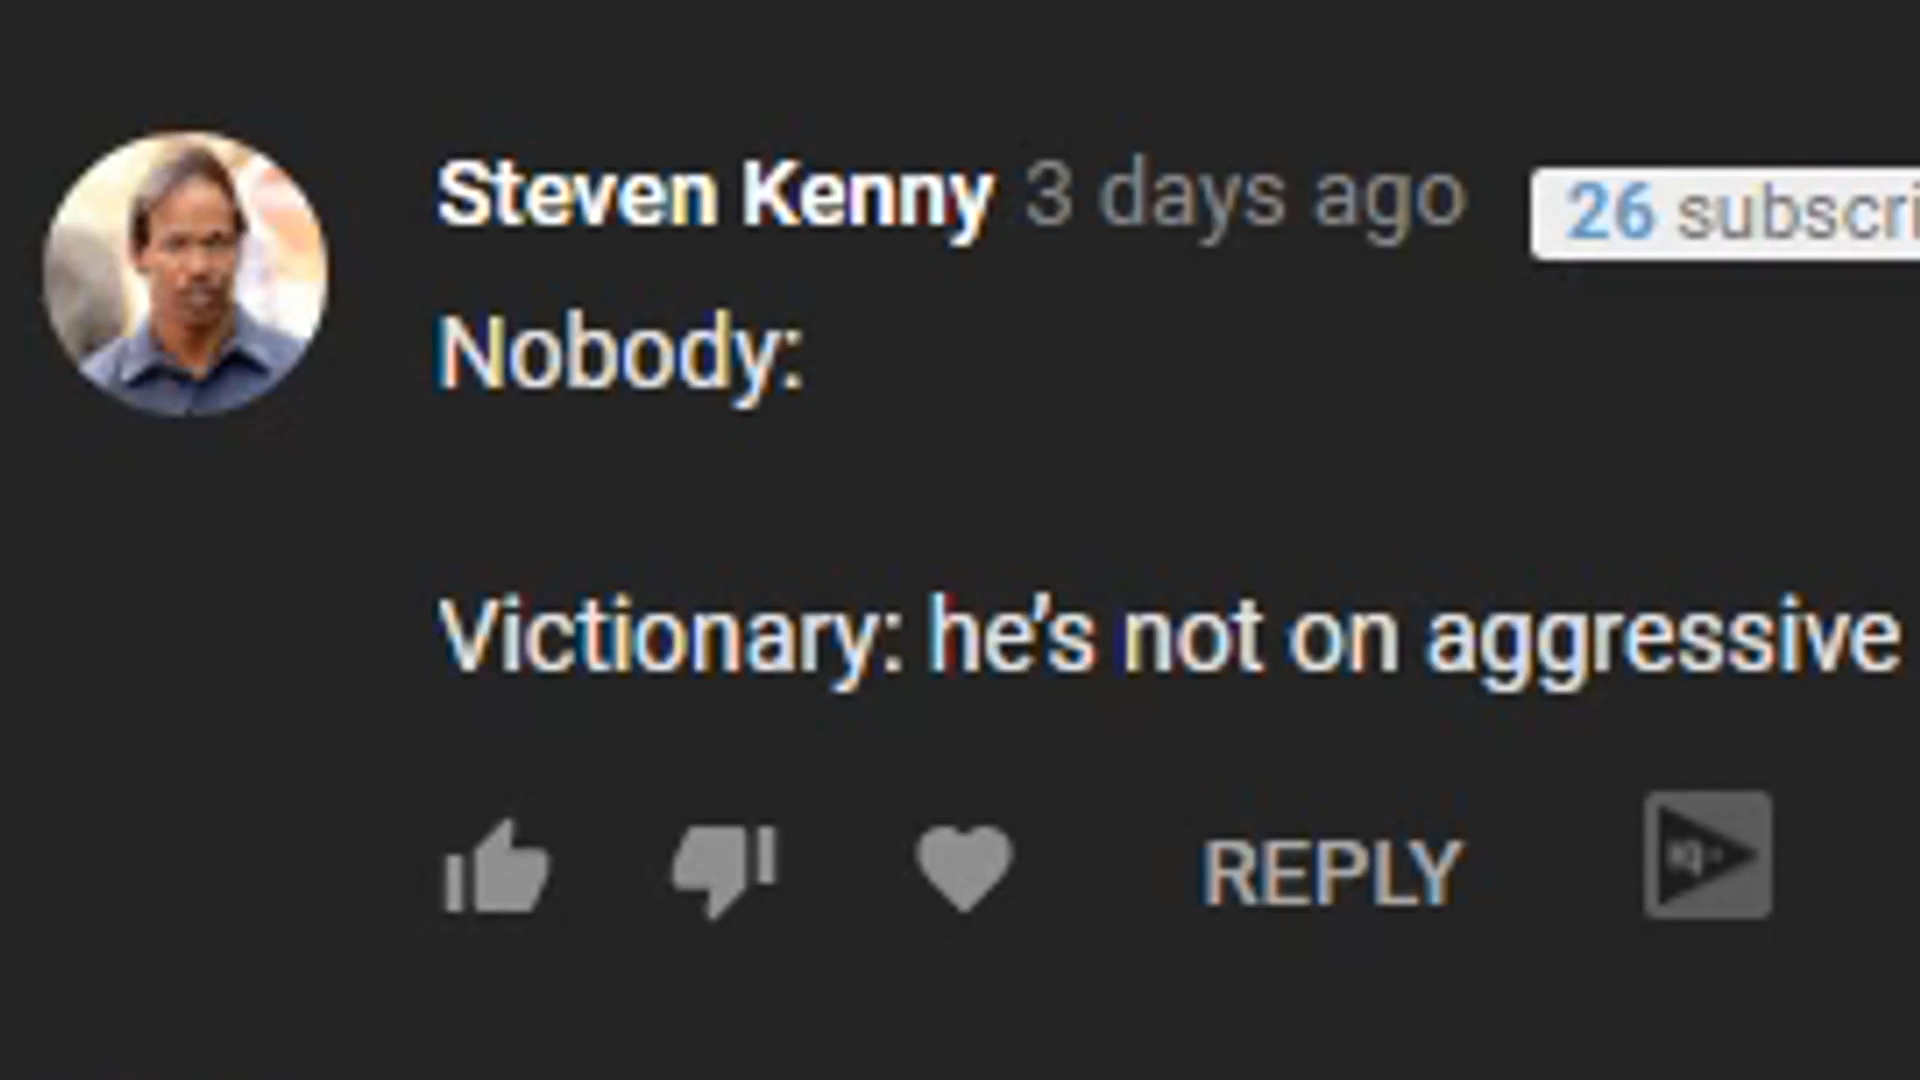 Steven Kenny 3 days ago 26 subscri
Nobody:
Victionary: he's not on aggressive
REPLY